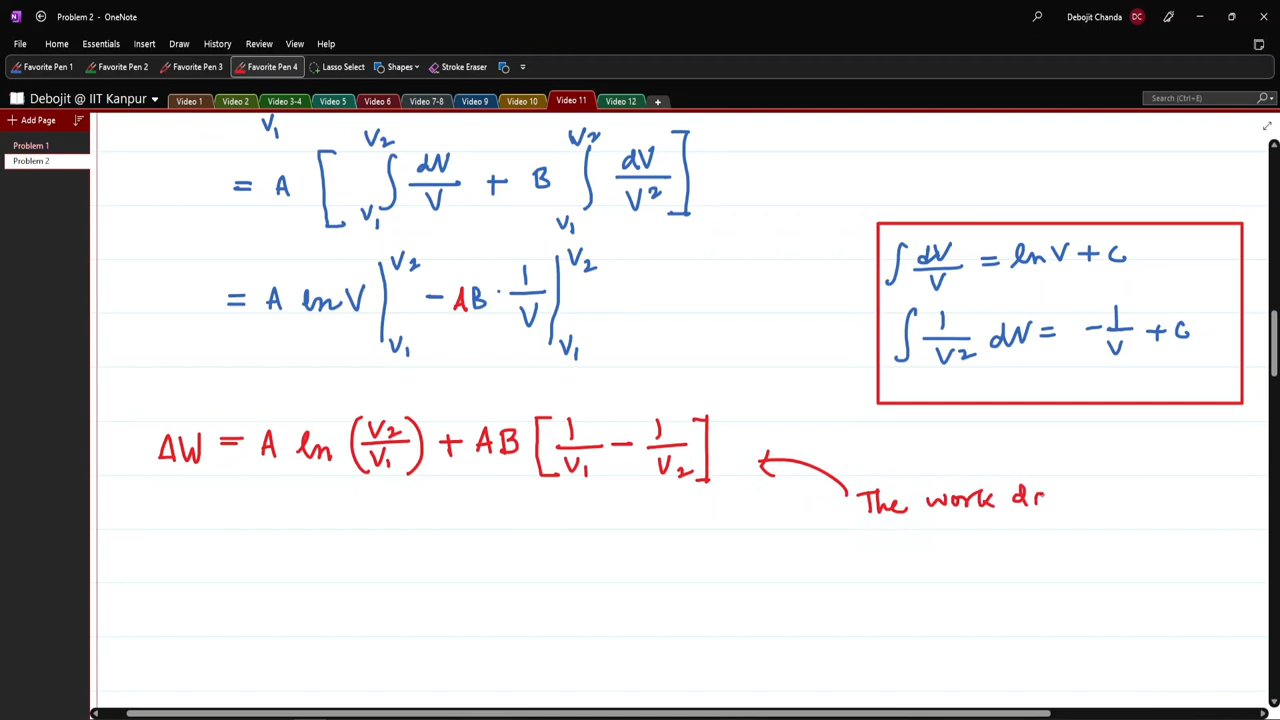 Problem 2 - OneNote
Debojit Chanda DC
File Home Essentials Insert Draw History Review View Help
Favorite Pen 1 Favorite Pen 2 Favorite Pen 3 Favorite Pen 4 Lasso Select Shapes Stroke Eraser
Debojit @ IIT Kanpur Video 1 Video 2 Video 3-4 Video 5 Video 6 Video 7-8 Video 9 Video 10 Video 11 Video 12 Search (Ctrl+E)
Add Page
Problem 1
Problem 2
V₁
= A [ ∫_{V₁}^{V₂} dV/V + B ∫_{V₁}^{V₂} dV/V² ]
= A ln V |_{V₁}^{V₂} - AB · 1/V |_{V₁}^{V₂}
∫ dV/V = ln V + C
∫ 1/V² dV = -1/V + C
ΔW = A ln (V₂/V₁) + AB [ 1/V₁ - 1/V₂ ]
The work